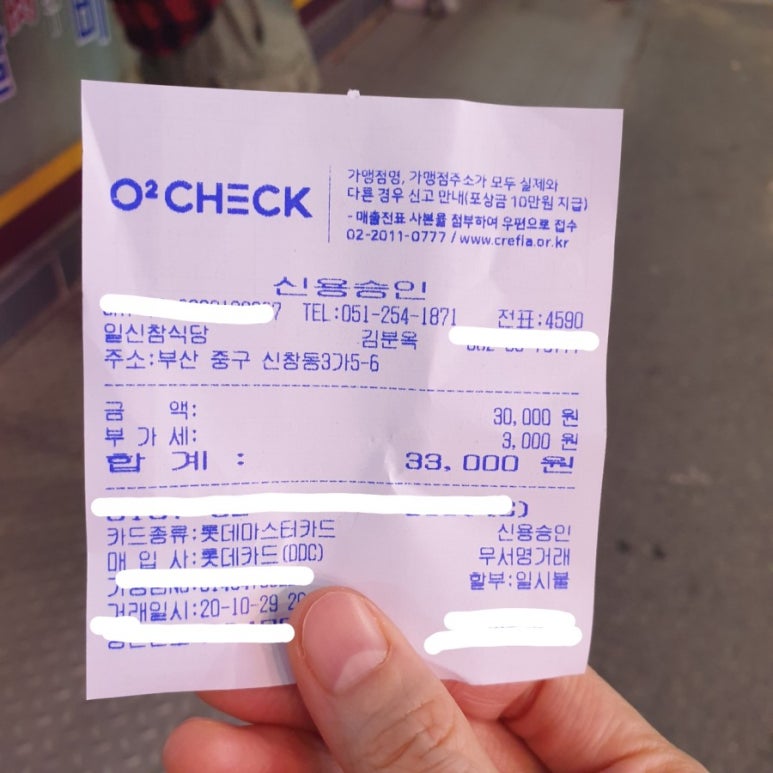 O² CHECK
가맹점명, 가맹점주소가 모두 실제와
다른 경우 신고 안내(포상금 10만원 지급)
- 매출전표 사본을 첨부하여 우편으로 접수
02-2011-0777 / www.crefia.or.kr
신용승인
TEL:051-254-1871 전표:4590
일신참식당 김분옥
주소:부산 중구 신창동3가5-6
금 액: 30,000 원
부 가 세: 3,000 원
합 계 : 33,000 원
카드종류:롯데마스터카드 신용승인
매 입 사:롯데카드(DDC) 무서명거래
할부:일시불
거래일시:20-10-29